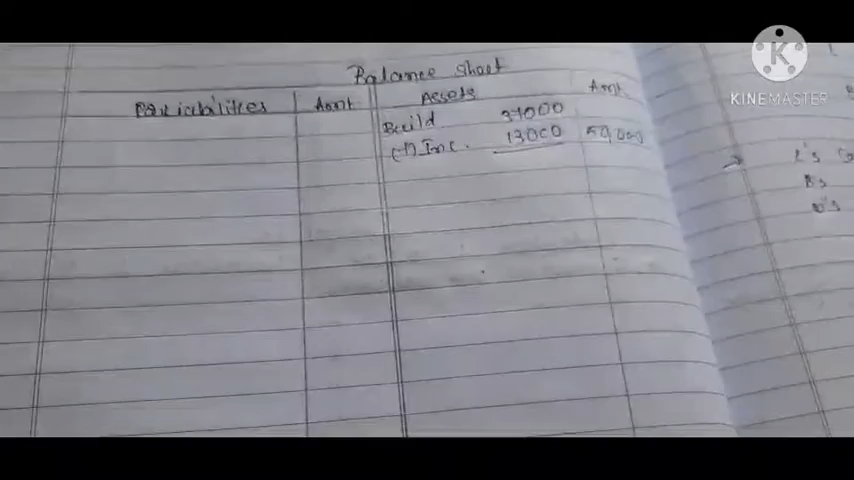 Balance sheet
Liabilities Amt Assets Amt
Build 37000
(+) Inc. 13000 50,000
KINEMASTER